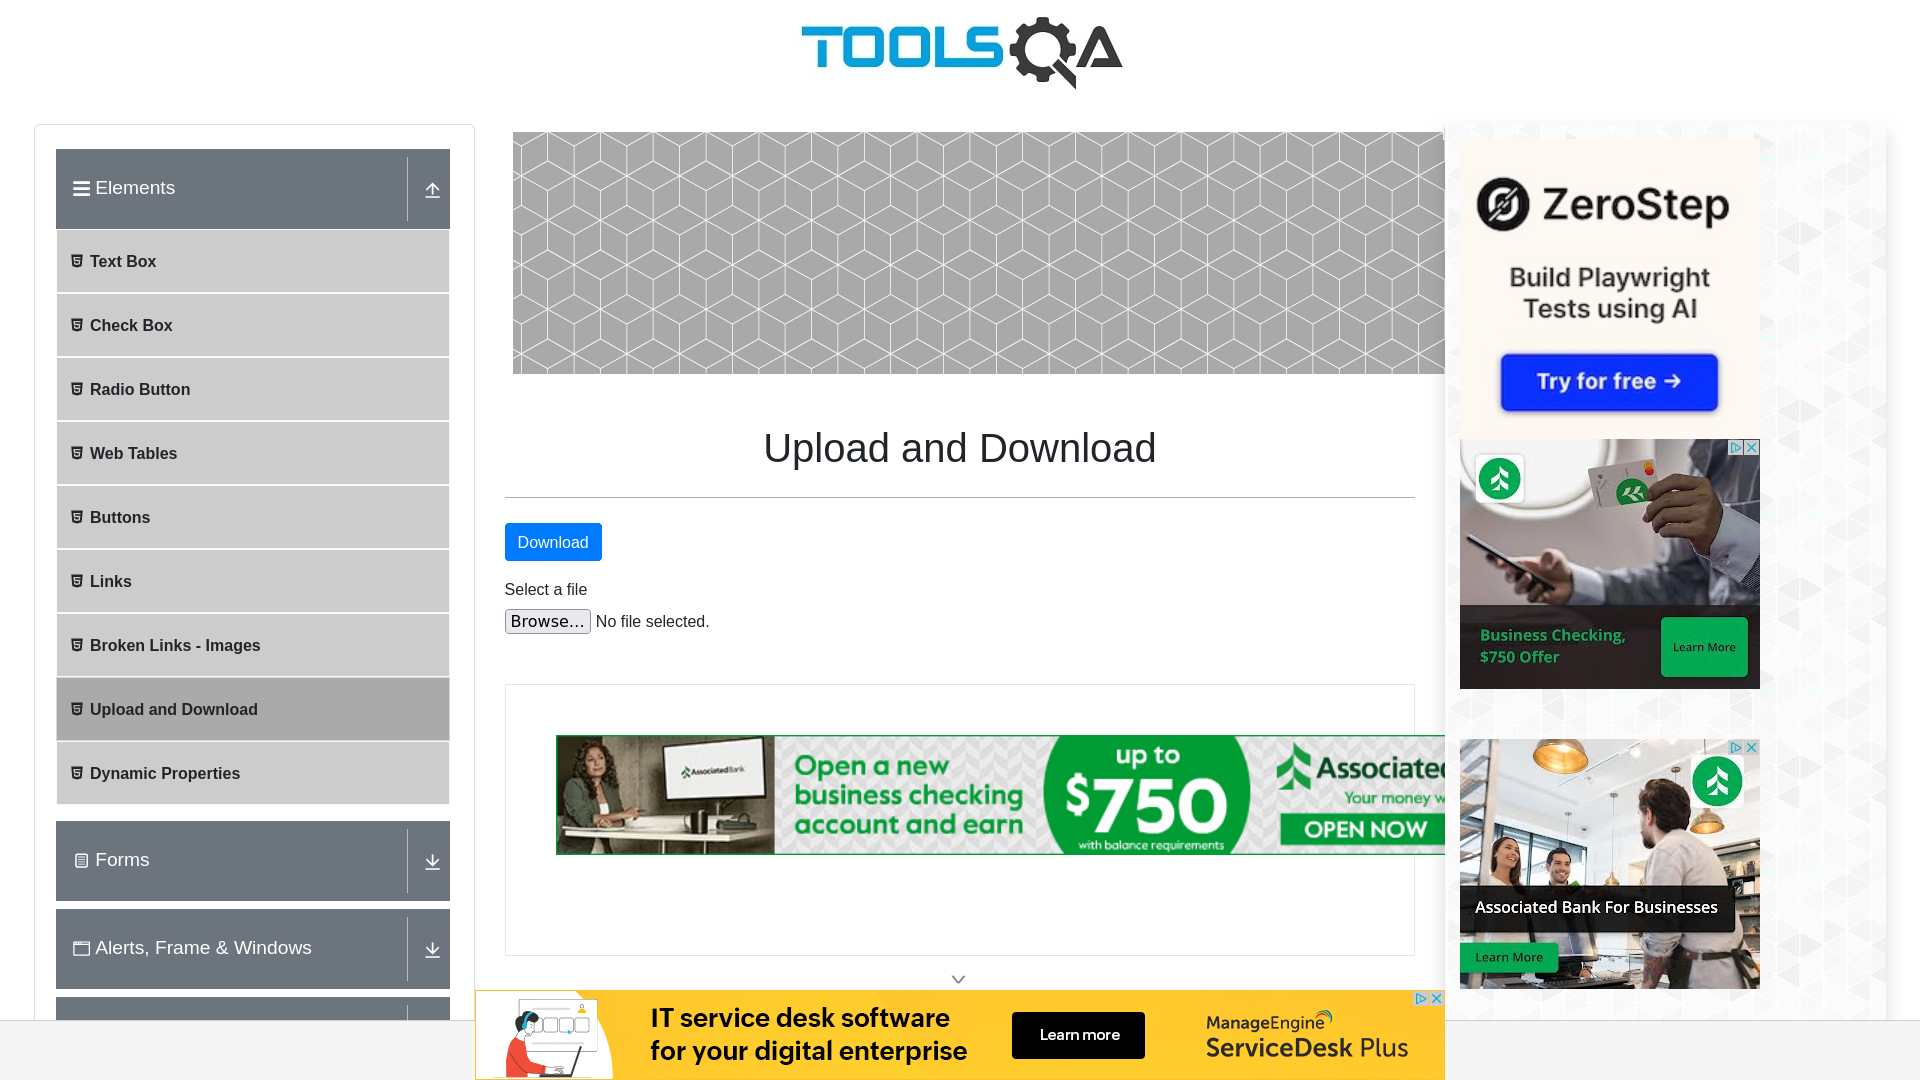 TOOLSQA
Elements
Text Box
Check Box
Radio Button
Web Tables
Buttons
Links
Broken Links - Images
Upload and Download
Dynamic Properties
Forms
Alerts, Frame & Windows
Upload and Download
Download
Select a file
Browse...
No file selected.
AssociatedBank
Open a new
business checking
account and earn
up to
$750
with balance requirements
Associated
Your money
OPEN NOW
IT service desk software
for your digital enterprise
Learn more
ManageEngine
ServiceDesk Plus
ZeroStep
Build Playwright
Tests using AI
Try for free →
Business Checking,
$750 Offer
Learn More
Associated Bank For Businesses
Learn More